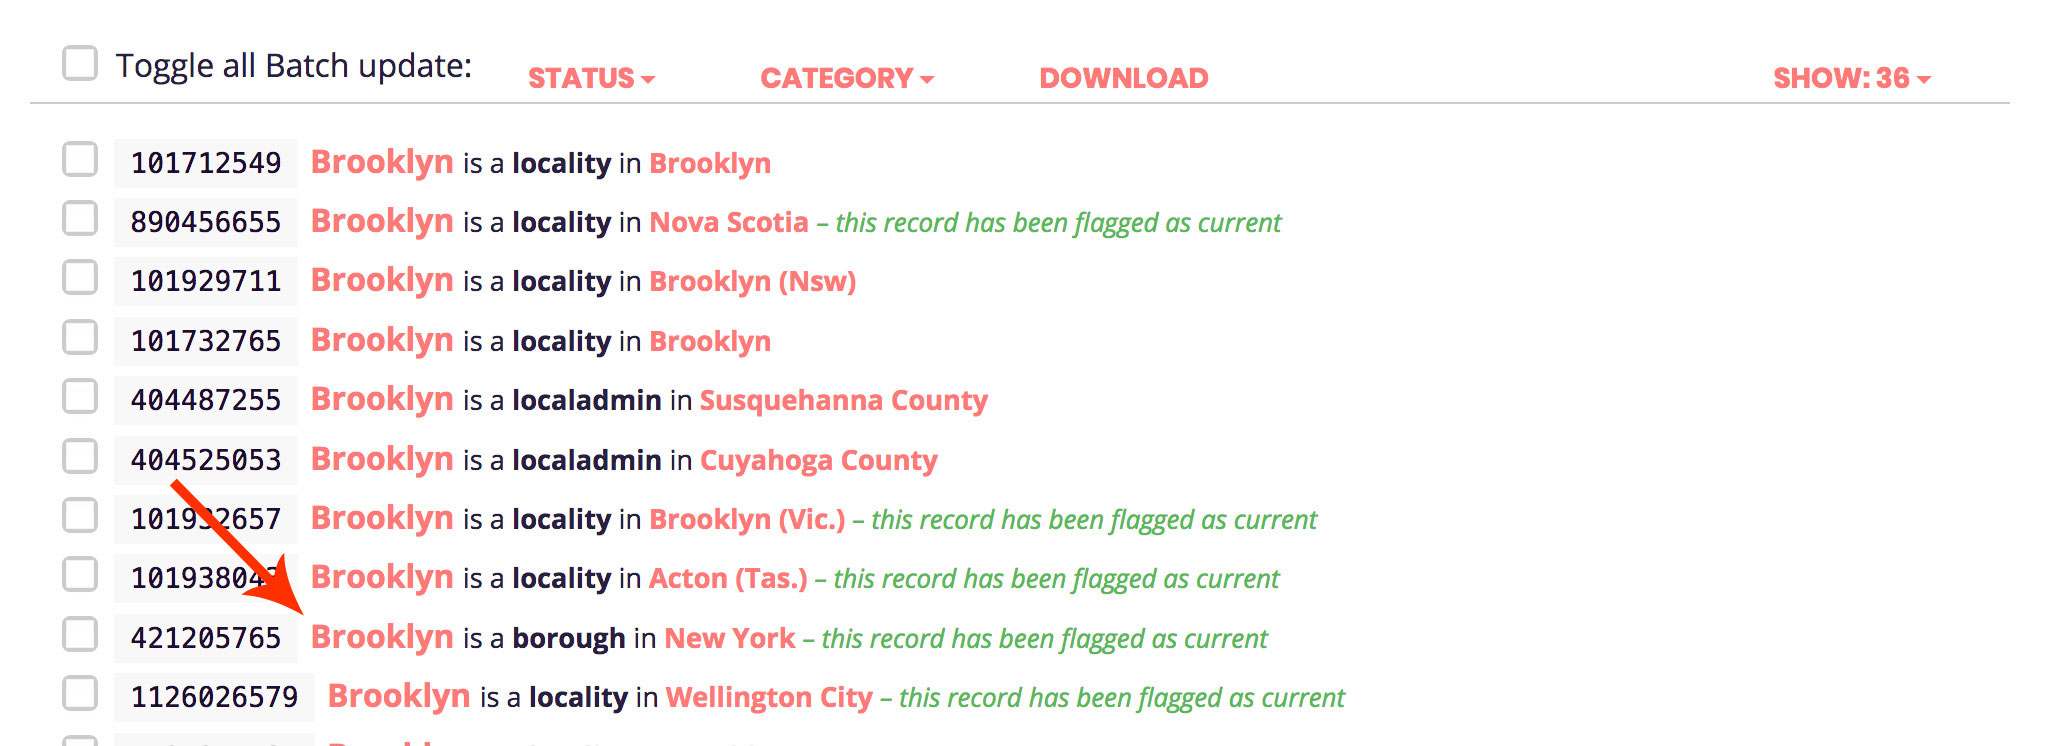 Toggle all Batch update: STATUS CATEGORY DOWNLOAD SHOW: 36
101712549 Brooklyn is a locality in Brooklyn
890456655 Brooklyn is a locality in Nova Scotia – this record has been flagged as current
101929711 Brooklyn is a locality in Brooklyn (Nsw)
101732765 Brooklyn is a locality in Brooklyn
404487255 Brooklyn is a localadmin in Susquehanna County
404525053 Brooklyn is a localadmin in Cuyahoga County
101932657 Brooklyn is a locality in Brooklyn (Vic.) – this record has been flagged as current
Brooklyn is a locality in Acton (Tas.) – this record has been flagged as current
421205765 Brooklyn is a borough in New York – this record has been flagged as current
1126026579 Brooklyn is a locality in Wellington City – this record has been flagged as current